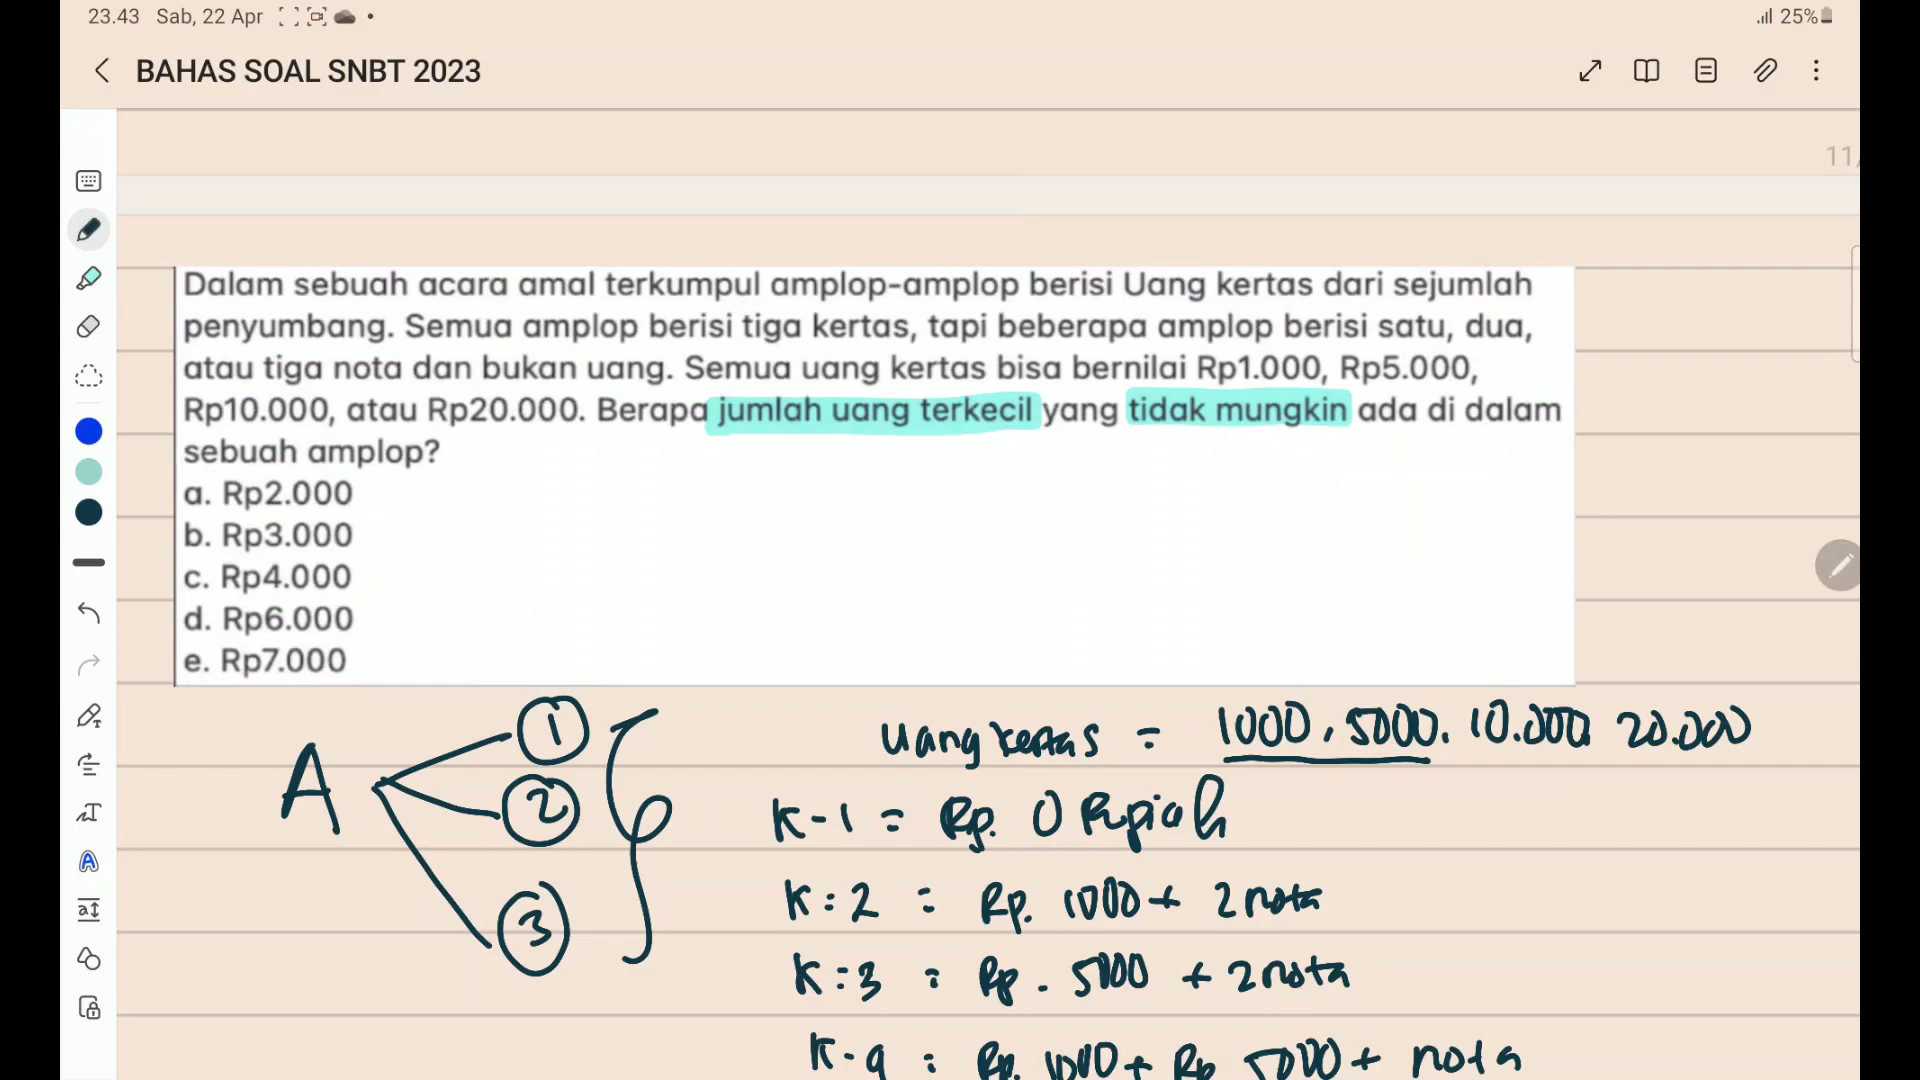 23.43 Sab, 22 Apr
25%
BAHAS SOAL SNBT 2023
11
Dalam sebuah acara amal terkumpul amplop-amplop berisi Uang kertas dari sejumlah
penyumbang. Semua amplop berisi tiga kertas, tapi beberapa amplop berisi satu, dua,
atau tiga nota dan bukan uang. Semua uang kertas bisa bernilai Rp1.000, Rp5.000,
Rp10.000, atau Rp20.000. Berapa jumlah uang terkecil yang tidak mungkin ada di dalam
sebuah amplop?
a. Rp2.000
b. Rp3.000
c. Rp4.000
d. Rp6.000
e. Rp7.000
A
1
2
3
Uang kertas = 1000, 5000. 10.000, 20.000
K-1 = Rp. 0 Rupiah
K=2 = Rp. 1000 + 2 nota
K=3 = Rp. 5000 + 2 nota
= Rp. 1000 + Rp 5000 + nota